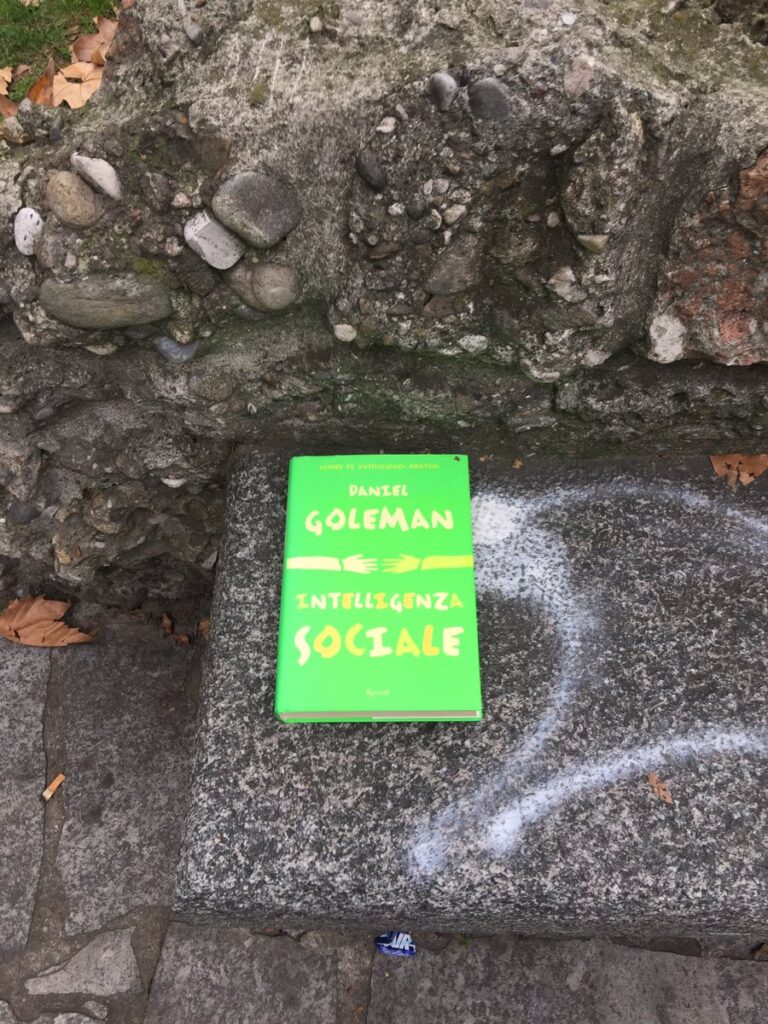 AUTORE DI INTELLIGENZA EMOTIVA
DANIEL
GOLEMAN
INTELLIGENZA
SOCIALE
Rizzoli